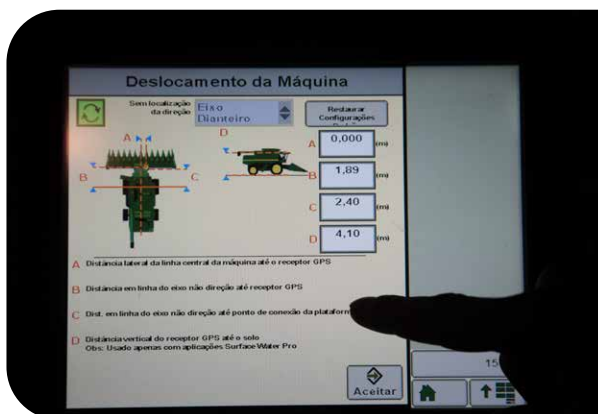 Deslocamento da Máquina
Sem localização
da direção
Eixo
Dianteiro
Restaurar
Configurações
A
D
B
C
A 0,000 (m)
B 1,89 (m)
C 2,40 (m)
D 4,10 (m)
A Distância lateral da linha central da máquina até o receptor GPS
B Distância em linha do eixo não direção até receptor GPS
C Dist. em linha do eixo não direção até ponto de conexão da plataform
D Distância vertical do receptor GPS até o solo
Obs: Usado apenas com aplicações Surface Water Pro
15
Aceitar